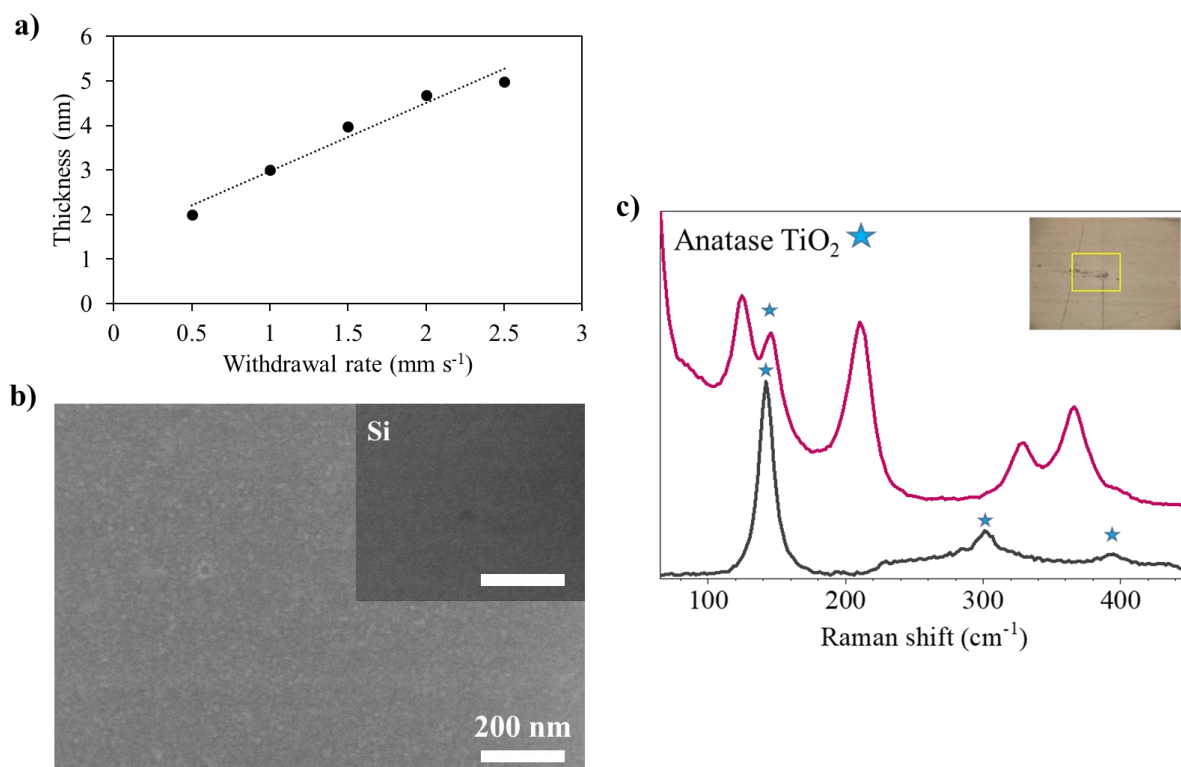 a)
6
5
4
3
2
1
0
Thickness (nm)
0 0.5 1 1.5 2 2.5 3
Withdrawal rate (mm s⁻¹)
b)
Si
200 nm
c)
Anatase TiO₂
100 200 300 400
Raman shift (cm⁻¹)